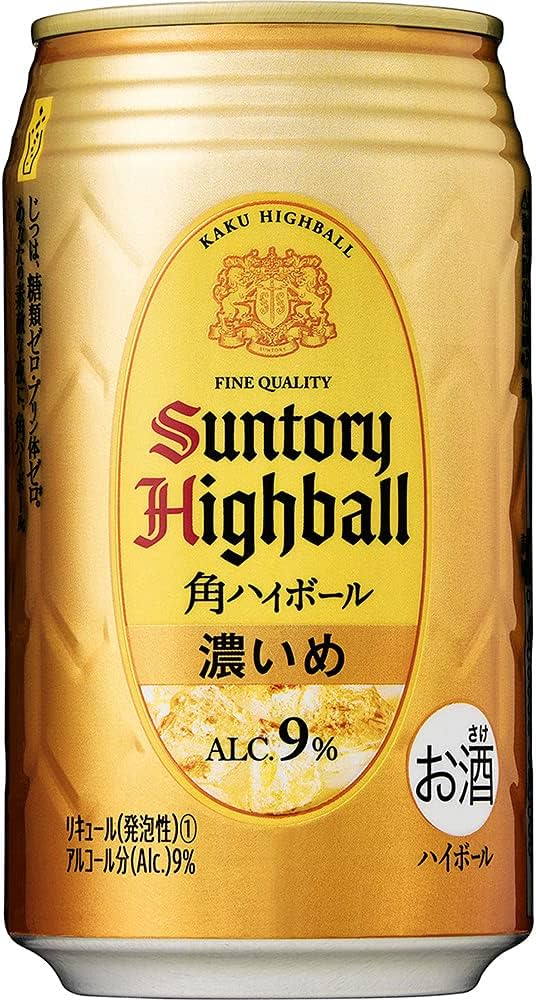 KAKU HIGHBALL
SUNTORY
FINE QUALITY
Suntory
Highball
角ハイボール
濃いめ
ALC.9%
じつは、糖類ゼロ・プリン体ゼロ。
リキュール(発泡性)①
アルコール分(Alc.)9%
さけ
お酒
ハイボール